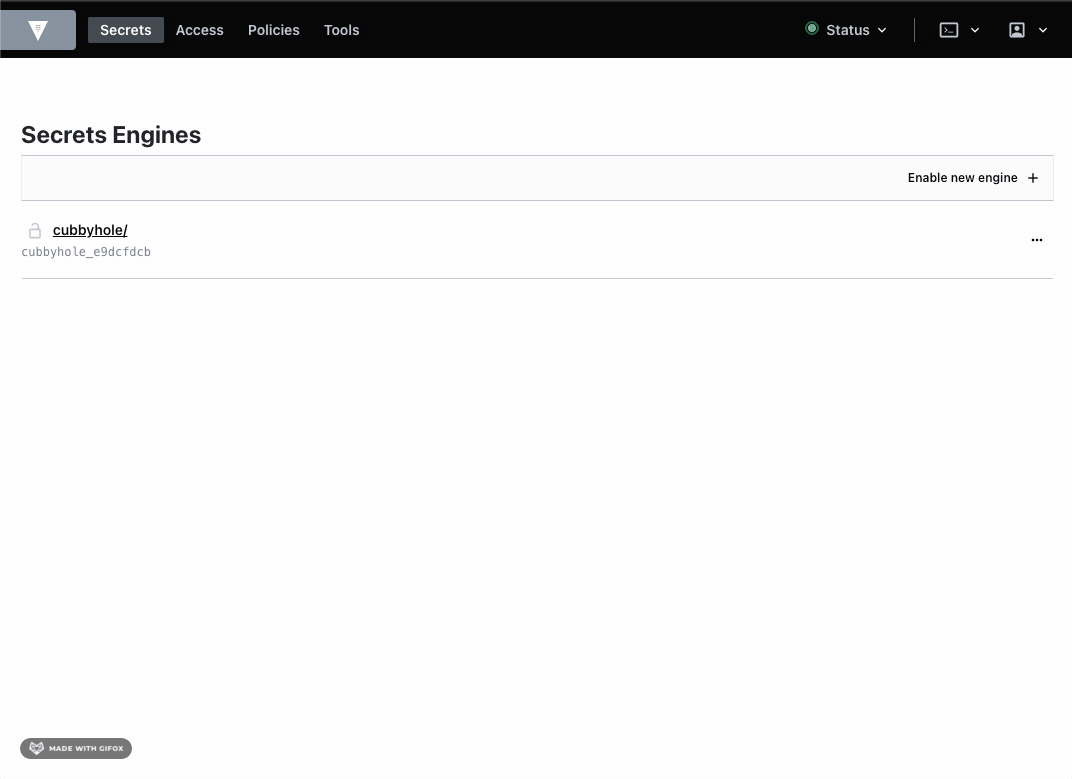 Secrets Access Policies Tools Status
Secrets Engines
Enable new engine
cubbyhole/
cubbyhole_e9dcfdcb
MADE WITH GIFOX